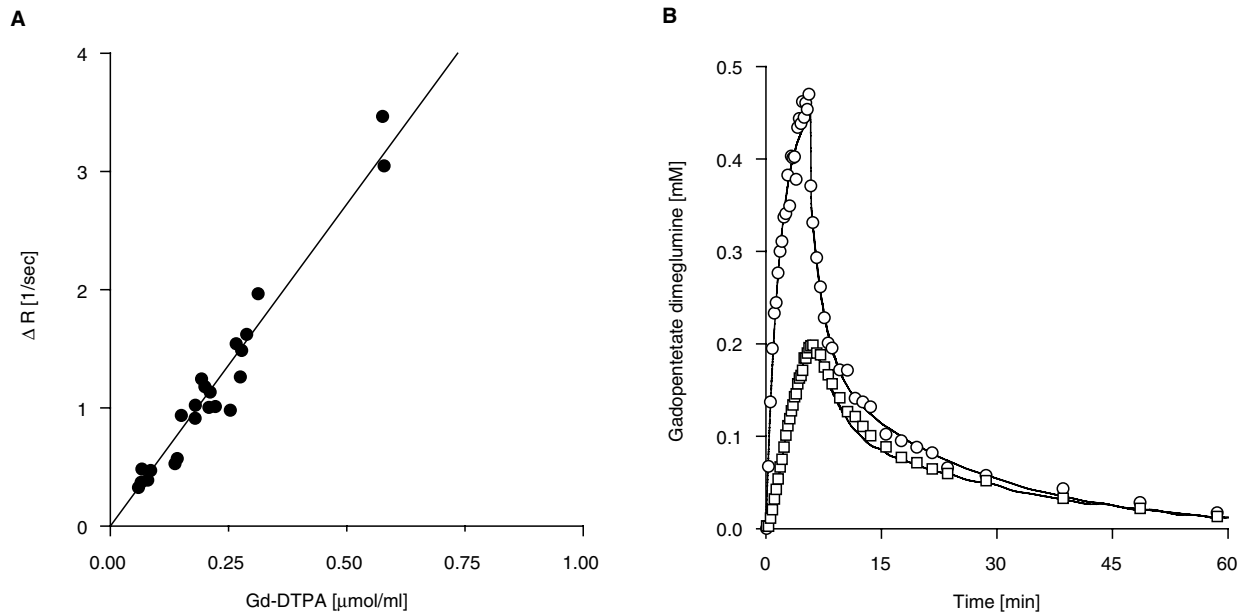 A
4
3
2
1
0
Δ R [1/sec]
0.00 0.25 0.50 0.75 1.00
Gd-DTPA [μmol/ml]
B
0.5
0.4
0.3
0.2
0.1
0.0
Gadopentetate dimeglumine [mM]
0 15 30 45 60
Time [min]